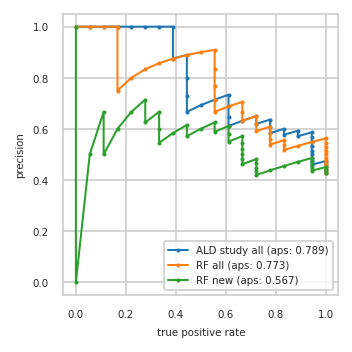 1.0
0.8
0.6
0.4
0.2
0.0
precision
ALD study all (aps: 0.789)
RF all (aps: 0.773)
RF new (aps: 0.567)
0.0 0.2 0.4 0.6 0.8 1.0
true positive rate